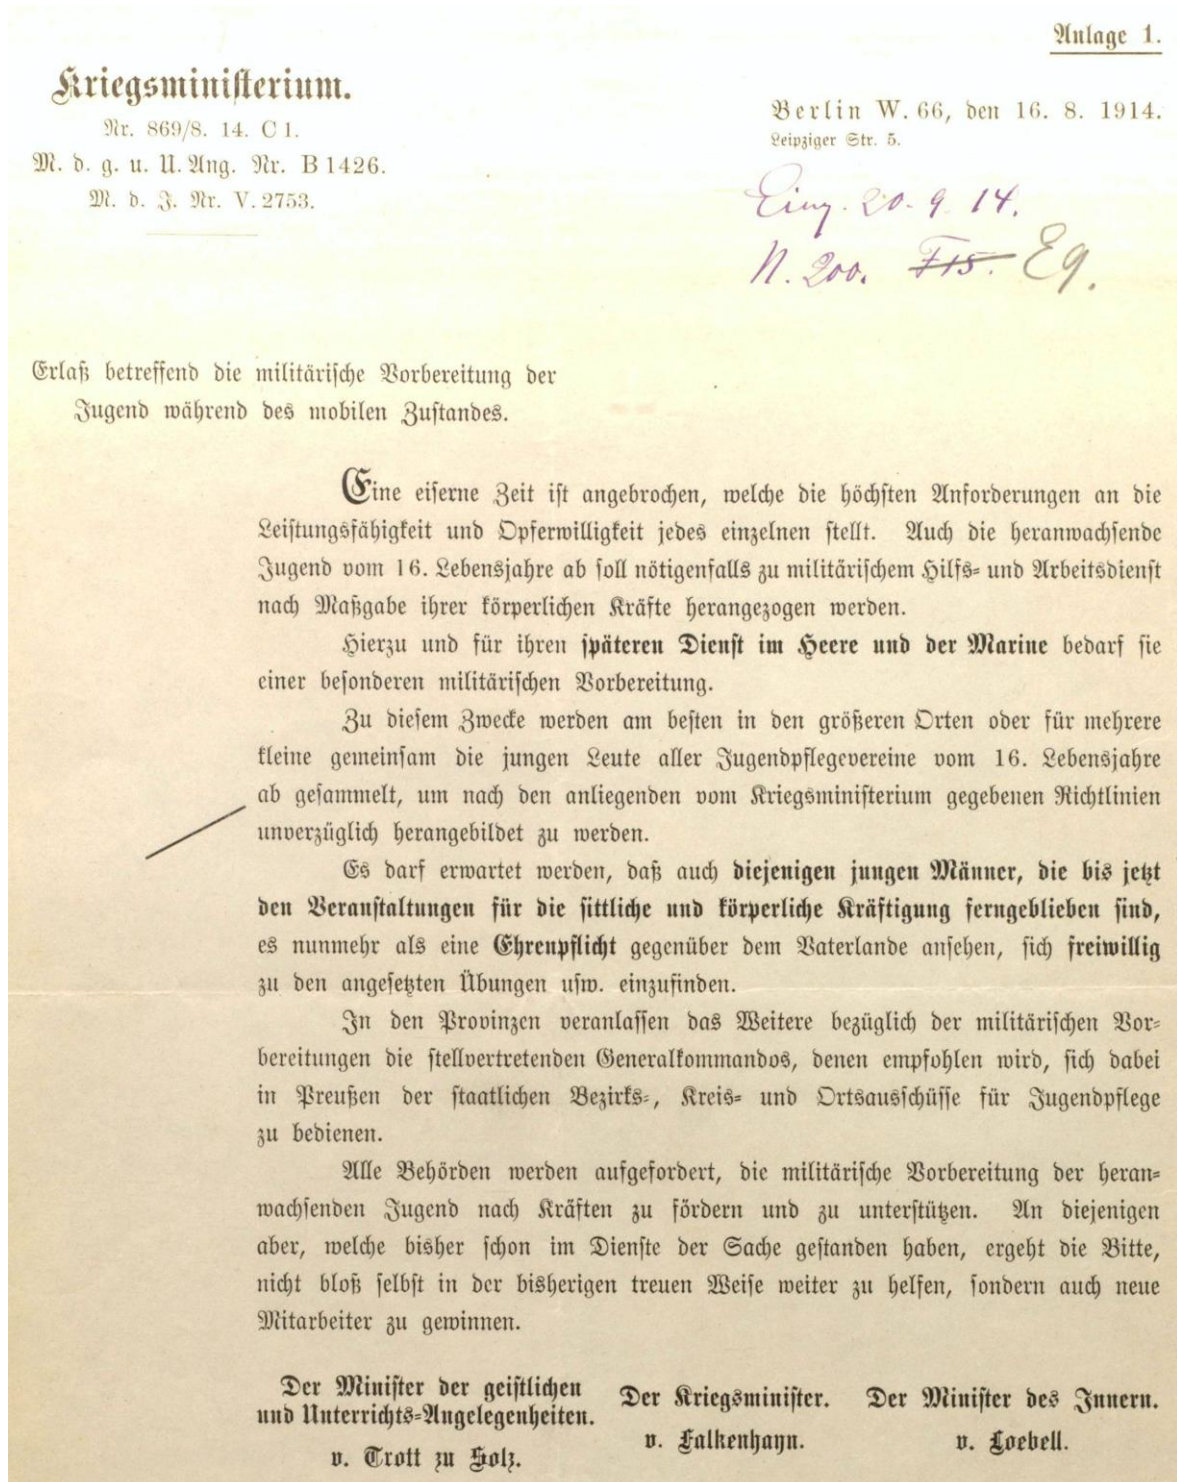 Anlage 1.
Kriegsministerium.
Nr. 869/8. 14. C 1.
M. d. g. u. U. Ang. Nr. B 1426.
M. d. J. Nr. V. 2753.
Berlin W. 66, den 16. 8. 1914.
Leipziger Str. 5.
Eing. 20. 9. 14.
N. 200. F15. Eg.
Erlaß betreffend die militärische Vorbereitung der
Jugend während des mobilen Zustandes.
Eine eiserne Zeit ist angebrochen, welche die höchsten Anforderungen an die
Leistungsfähigkeit und Opferwilligkeit jedes einzelnen stellt. Auch die heranwachsende
Jugend vom 16. Lebensjahre ab soll nötigenfalls zu militärischem Hilfs- und Arbeitsdienst
nach Maßgabe ihrer körperlichen Kräfte herangezogen werden.
Hierzu und für ihren späteren Dienst im Heere und der Marine bedarf sie
einer besonderen militärischen Vorbereitung.
Zu diesem Zwecke werden am besten in den größeren Orten oder für mehrere
kleine gemeinsam die jungen Leute aller Jugendpflegevereine vom 16. Lebensjahre
ab gesammelt, um nach den anliegenden vom Kriegsministerium gegebenen Richtlinien
unverzüglich herangebildet zu werden.
Es darf erwartet werden, daß auch diejenigen jungen Männer, die bis jetzt
den Veranstaltungen für die sittliche und körperliche Kräftigung ferngeblieben sind,
es nunmehr als eine Ehrenpflicht gegenüber dem Vaterlande ansehen, sich freiwillig
zu den angesetzten Übungen usw. einzufinden.
In den Provinzen veranlassen das Weitere bezüglich der militärischen Vor-
bereitungen die stellvertretenden Generalkommandos, denen empfohlen wird, sich dabei
in Preußen der staatlichen Bezirks-, Kreis- und Ortsausschüsse für Jugendpflege
zu bedienen.
Alle Behörden werden aufgefordert, die militärische Vorbereitung der heran-
wachsenden Jugend nach Kräften zu fördern und zu unterstützen. An diejenigen
aber, welche bisher schon im Dienste der Sache gestanden haben, ergeht die Bitte,
nicht bloß selbst in der bisherigen treuen Weise weiter zu helfen, sondern auch neue
Mitarbeiter zu gewinnen.
Der Minister der geistlichen
und Unterrichts-Angelegenheiten.
v. Trott zu Solz.
Der Kriegsminister.
v. Falkenhayn.
Der Minister des Innern.
v. Loebell.